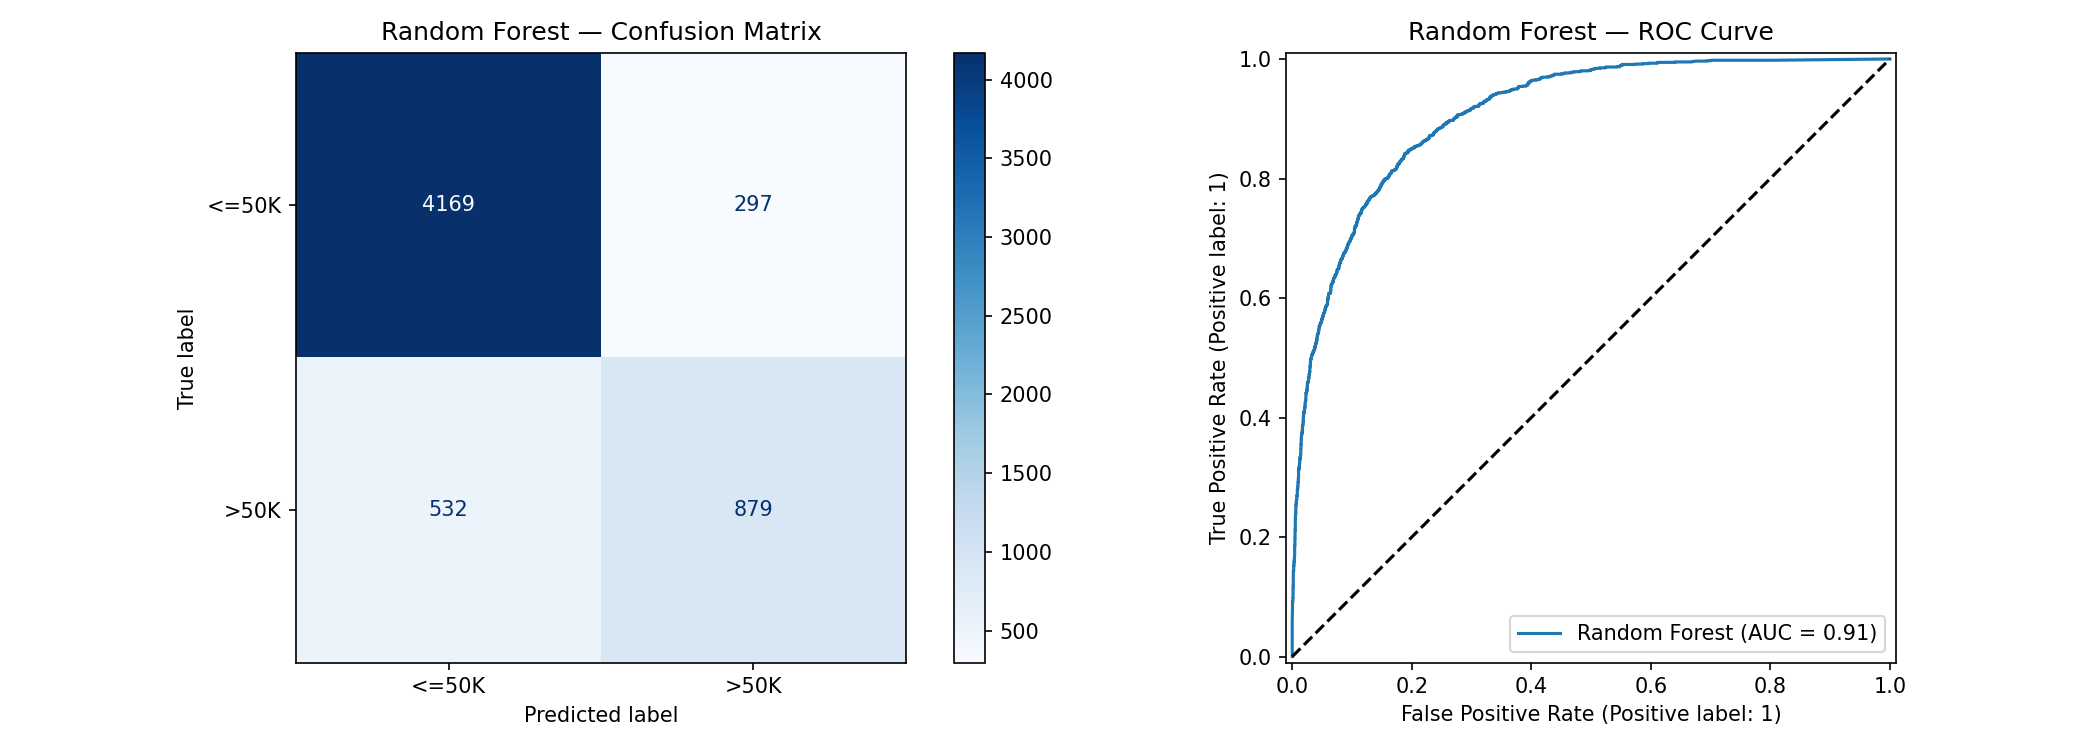 Random Forest — Confusion Matrix
True label
<=50K
>50K
4169
297
532
879
<=50K
>50K
Predicted label
4000
3500
3000
2500
2000
1500
1000
500
Random Forest — ROC Curve
True Positive Rate (Positive label: 1)
1.0
0.8
0.6
0.4
0.2
0.0
Random Forest (AUC = 0.91)
0.0
0.2
0.4
0.6
0.8
1.0
False Positive Rate (Positive label: 1)